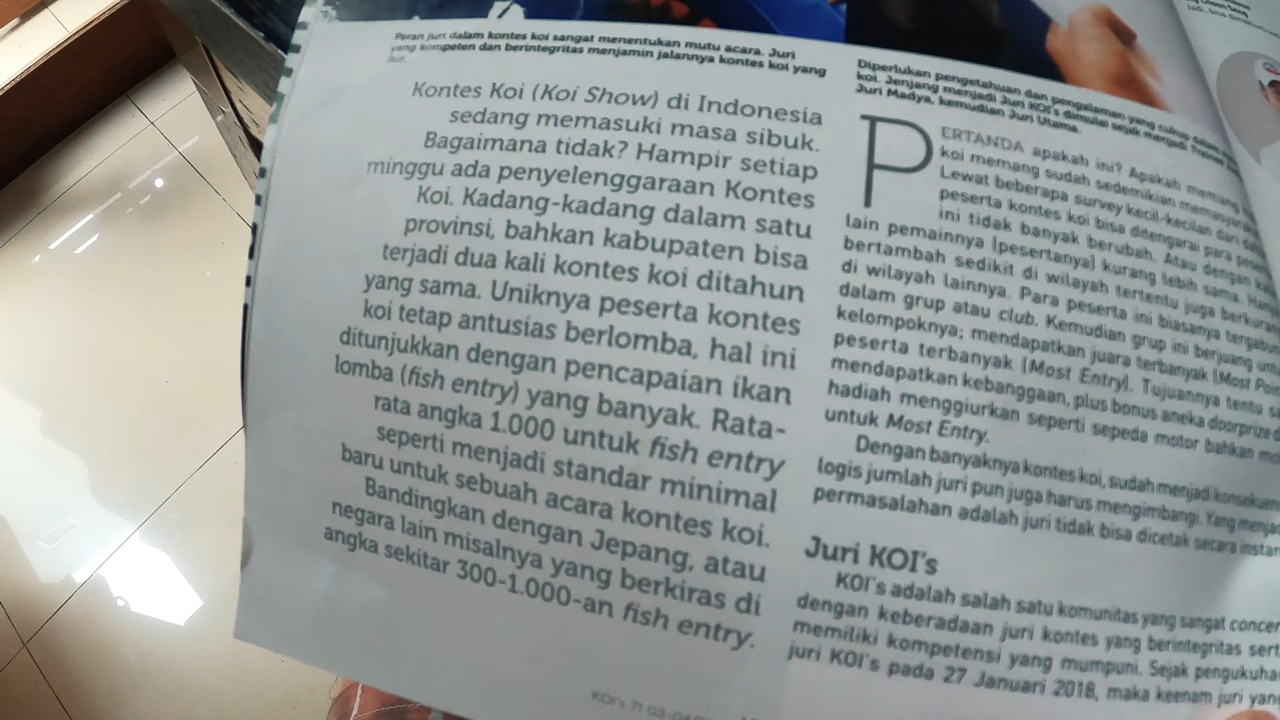 Peran juri dalam kontes koi sangat menentukan mutu acara. Juri
yang kompeten dan berintegritas menjamin jalannya kontes koi yang
Kontes Koi (Koi Show) di Indonesia
sedang memasuki masa sibuk.
Bagaimana tidak? Hampir setiap
minggu ada penyelenggaraan Kontes
Koi. Kadang-kadang dalam satu
provinsi, bahkan kabupaten bisa
terjadi dua kali kontes koi ditahun
yang sama. Uniknya peserta kontes
koi tetap antusias berlomba, hal ini
ditunjukkan dengan pencapaian ikan
lomba (fish entry) yang banyak. Rata-
rata angka 1.000 untuk fish entry
seperti menjadi standar minimal
baru untuk sebuah acara kontes koi.
Bandingkan dengan Jepang, atau
negara lain misalnya yang berkiras di
angka sekitar 300-1.000-an fish entry.
Diperlukan pengetahuan dan pengalaman yang cukup dalam
koi. Jenjang menjadi Juri KOI's dimulai sejak menjadi Trainee
Juri Madya, kemudian Juri Utama.
PERTANDA apakah ini? Apakah memang
koi memang sudah sedemikian
Lewat beberapa survey kecil-kecilan dari
peserta kontes koi bisa ditengarai para
ini tidak banyak berubah. Atau dengan
lain pemainnya [pesertanya] kurang lebih sama.
bertambah sedikit di wilayah tertentu juga
di wilayah lainnya. Para peserta ini biasanya
dalam grup atau club. Kemudian grup ini berjuang
kelompoknya; mendapatkan juara terbanyak [Most
peserta terbanyak [Most Entry]. Tujuannya tentu
mendapatkan kebanggaan, plus bonus aneka doorprize
hadiah menggiurkan seperti sepeda motor bahkan
untuk Most Entry.
Dengan banyaknya kontes koi, sudah menjadi
logis jumlah juri pun juga harus mengimbangi. Yang
permasalahan adalah juri tidak bisa dicetak secara
Juri KOI's
KOI's adalah salah satu komunitas yang sangat
dengan keberadaan juri kontes yang berintegritas
memiliki kompetensi yang mumpuni. Sejak
juri KOI's pada 27 Januari 2018, maka keenam juri
KOI's 71